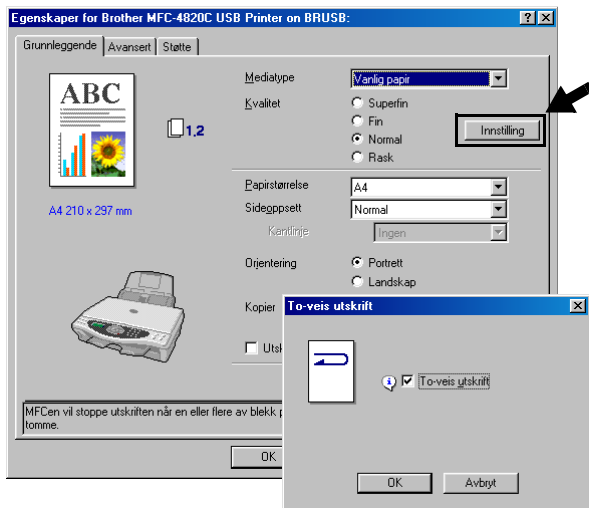 Egenskaper for Brother MFC-4820C USB Printer on BRUSB:
Grunnleggende Avansert Støtte
ABC
1.2
A4 210 x 297 mm
Mediatype Vanlig papir
Kvalitet Superfin
Fin
Normal
Rask
Innstilling
Papirstørrelse A4
Sideoppsett Normal
Kantlinje Ingen
Orientering Portrett
Landskap
Kopier
MFCen vil stoppe utskriften når en eller flere av blekk
tomme.
OK
To-veis utskrift
To-veis utskrift
OK Avbryt